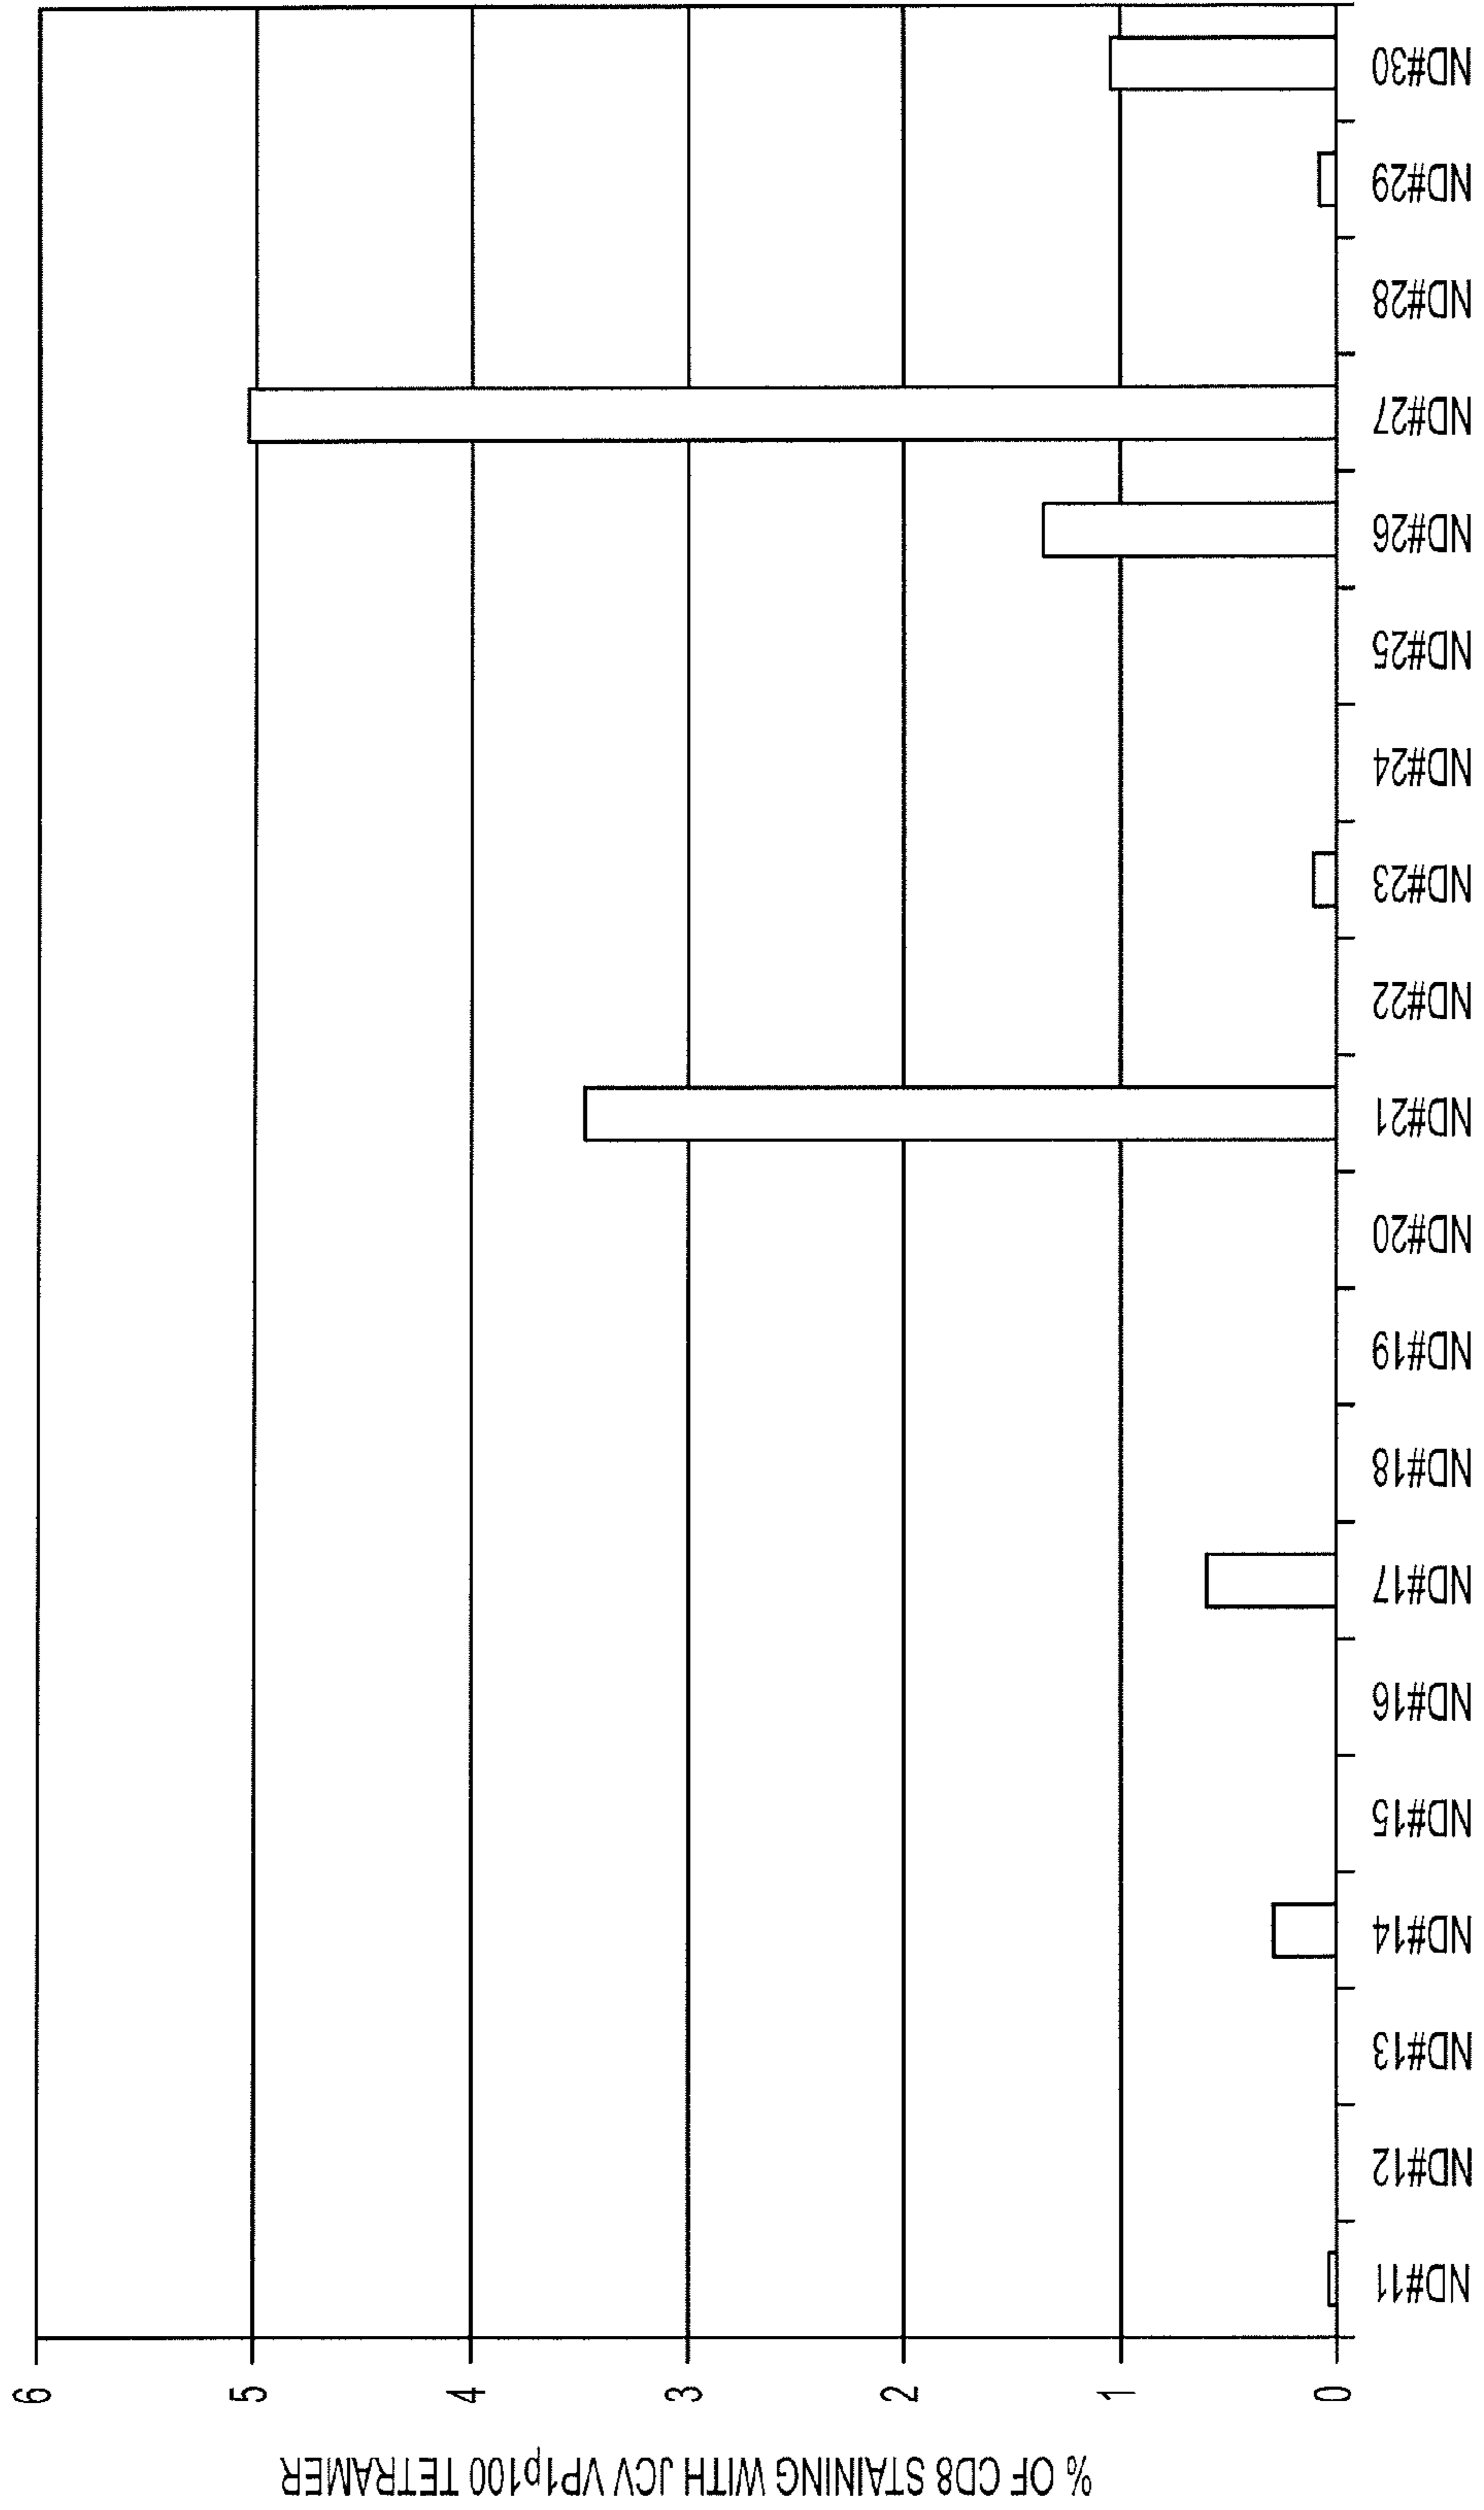 % OF CD8 STAINING WITH JCV VP1p100 TETRAMER
6
5
4
3
2
1
0
ND#11
ND#12
ND#13
ND#14
ND#15
ND#16
ND#17
ND#18
ND#19
ND#20
ND#21
ND#22
ND#23
ND#24
ND#25
ND#26
ND#27
ND#28
ND#29
ND#30